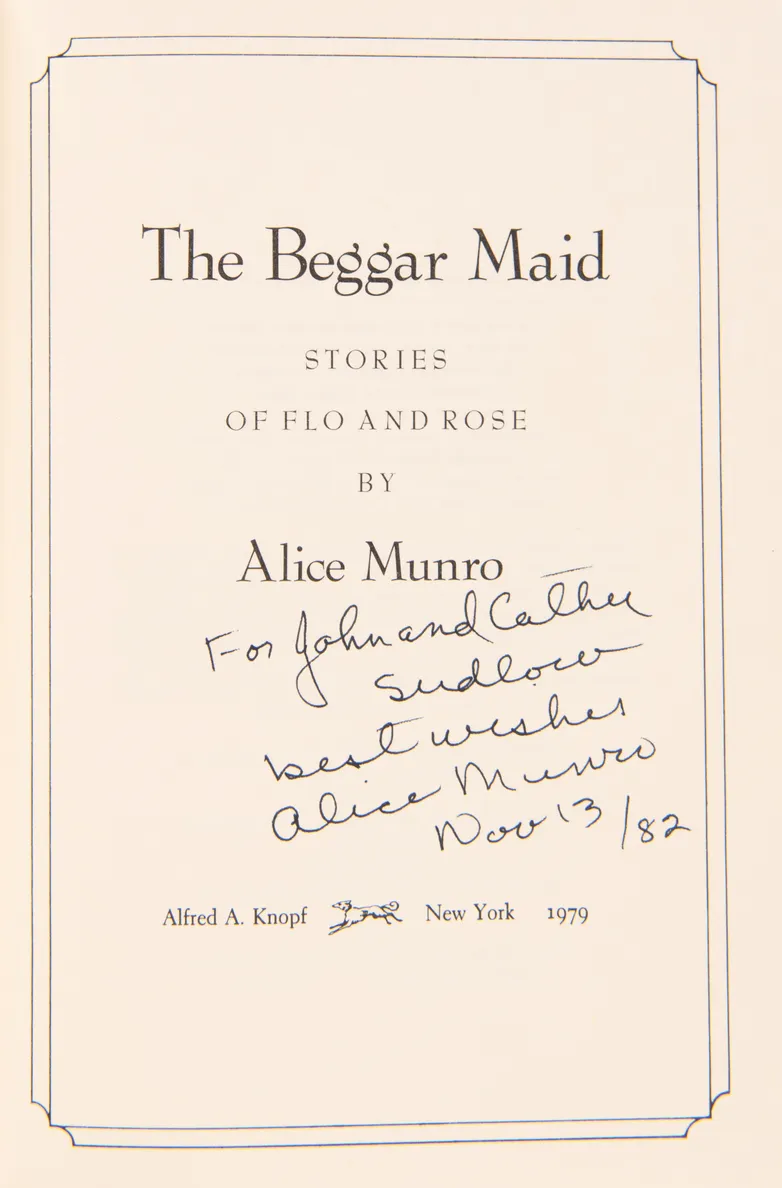 The Beggar Maid
STORIES
OF FLO AND ROSE
BY
Alice Munro
For John and
Sudlow
best wishes
Alice Munro
Nov 13/82
Alfred A. Knopf New York 1979